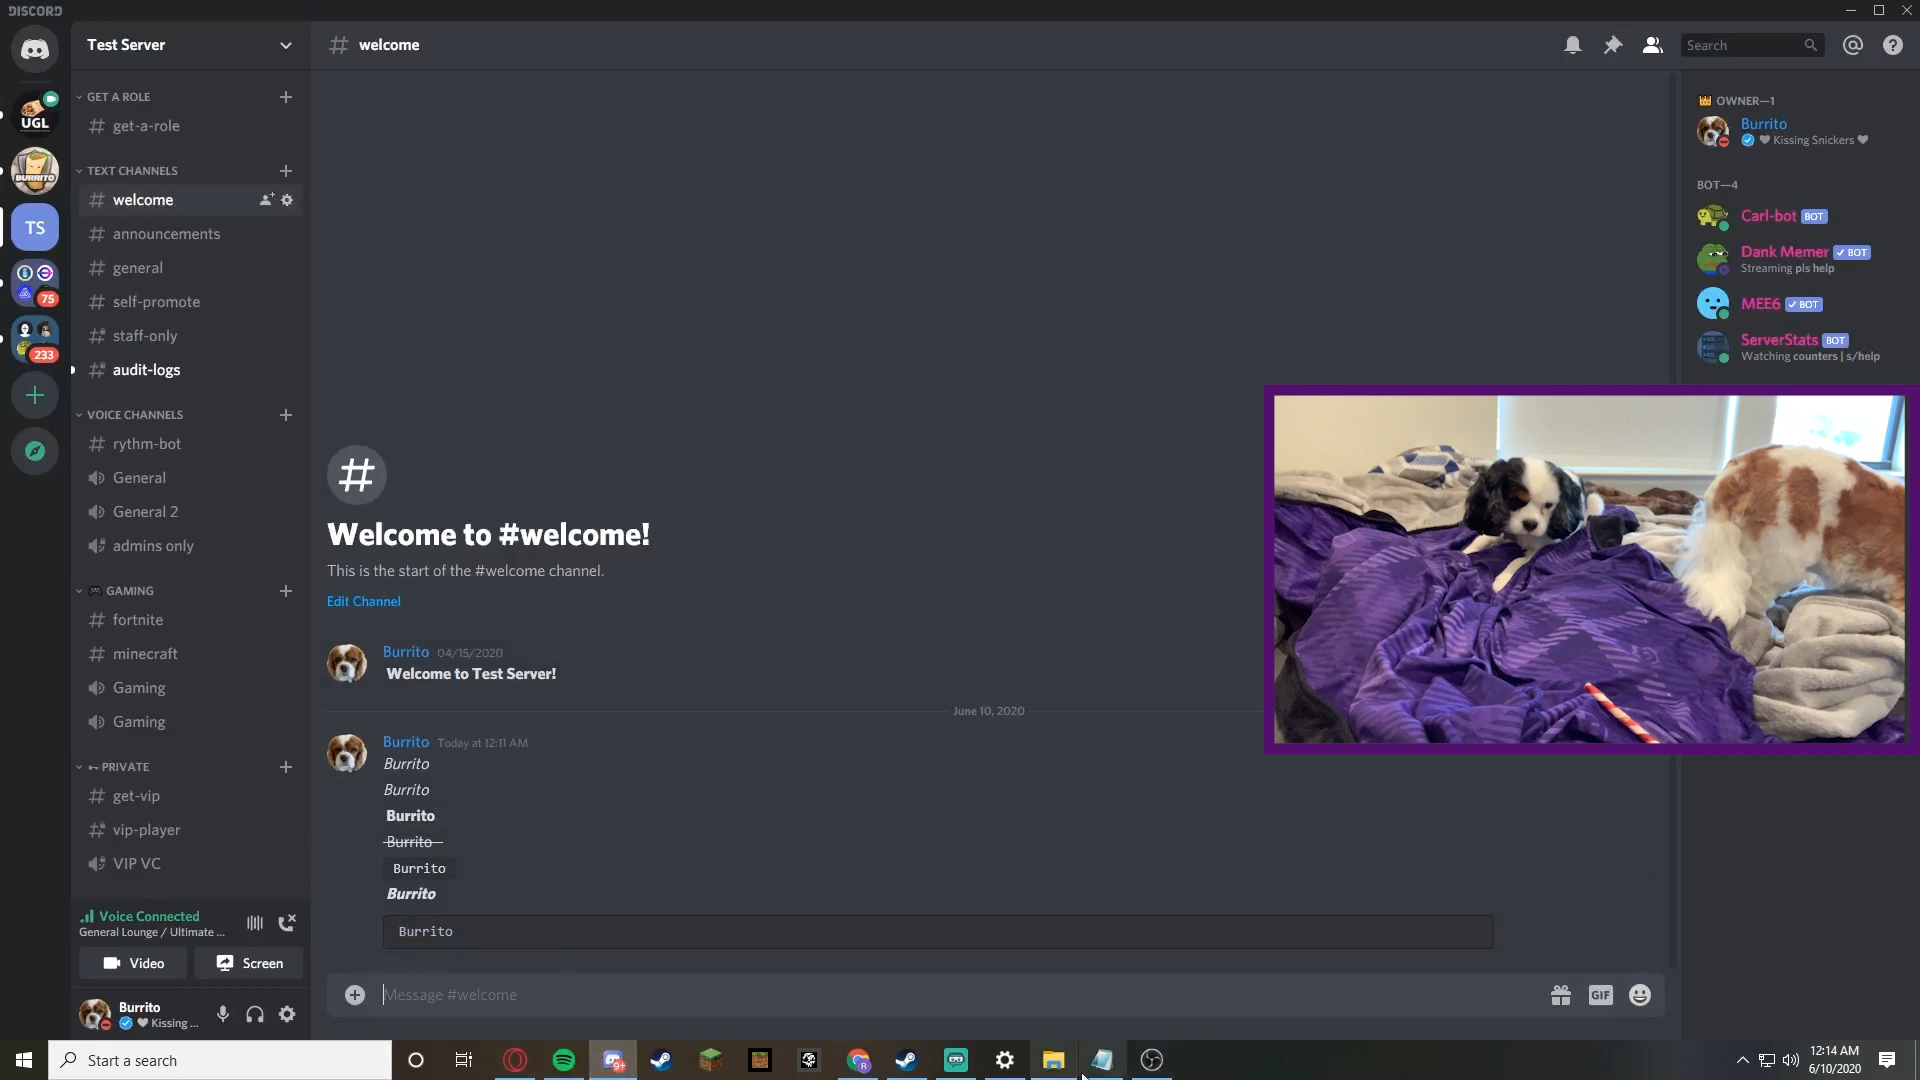 DISCORD
Test Server
welcome
Search
UGL
BURRITO
TS
75
233
GET A ROLE
get-a-role
TEXT CHANNELS
welcome
announcements
general
self-promote
staff-only
audit-logs
VOICE CHANNELS
rythm-bot
General
General 2
admins only
GAMING
fortnite
minecraft
Gaming
Gaming
PRIVATE
get-vip
vip-player
VIP VC
Voice Connected
General Lounge / Ultimate ...
Video
Screen
Burrito
Kissing ...
Welcome to #welcome!
This is the start of the #welcome channel.
Edit Channel
Burrito 04/15/2020
Welcome to Test Server!
June 10, 2020
Burrito Today at 12:11 AM
Burrito
Burrito
Burrito
Burrito
Burrito
Burrito
Burrito
Message #welcome
GIF
OWNER—1
Burrito
Kissing Snickers
BOT—4
Carl-bot BOT
Dank Memer BOT
Streaming pls help
MEE6 BOT
ServerStats BOT
Watching counters | s/help
Start a search
9+
R
12:14 AM
6/10/2020